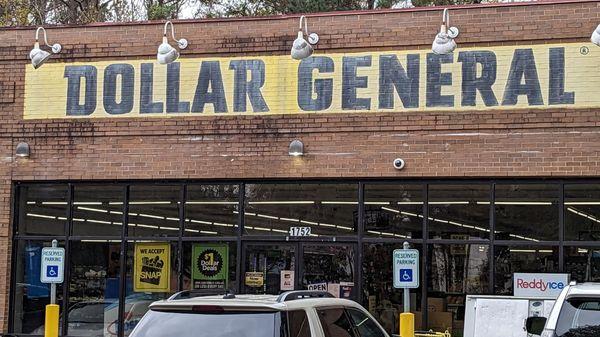 DOLLAR GENERAL®
1752
RESERVED
PARKING
WE ACCEPT
SNAP
$1
Dollar
Deals
OPEN
RESERVED
PARKING
ReddyICE